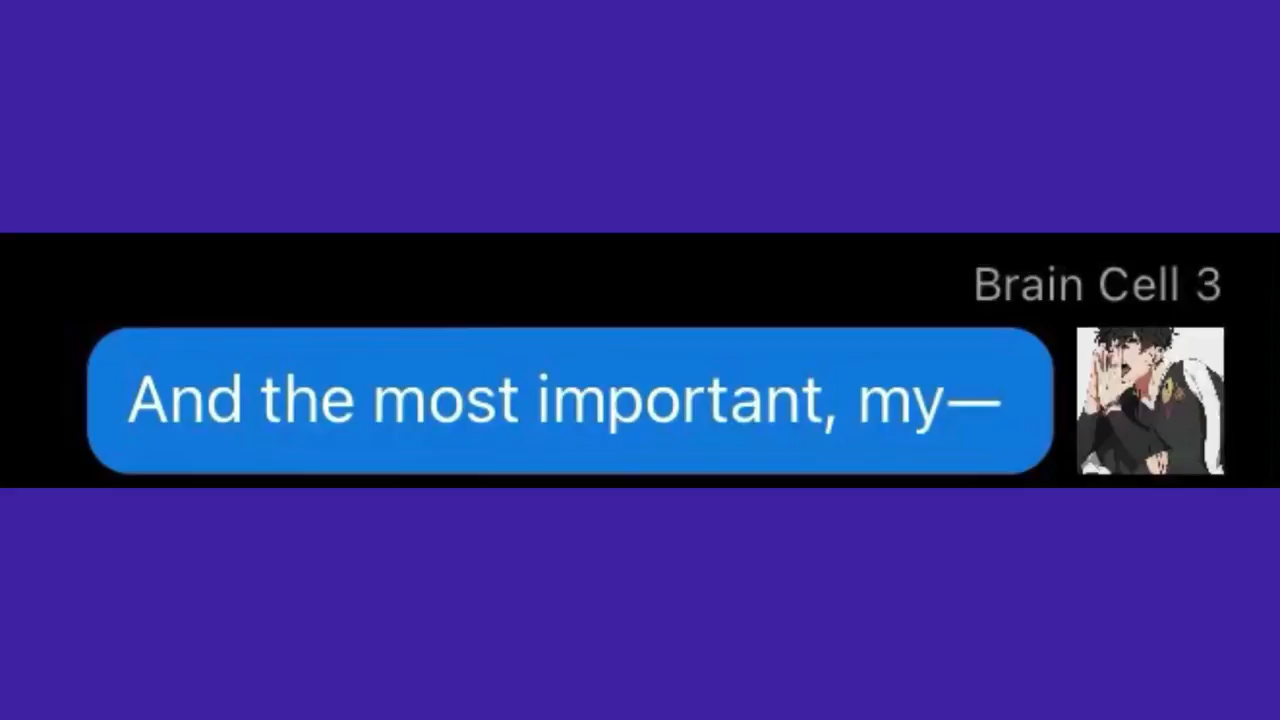 Brain Cell 3
And the most important, my—